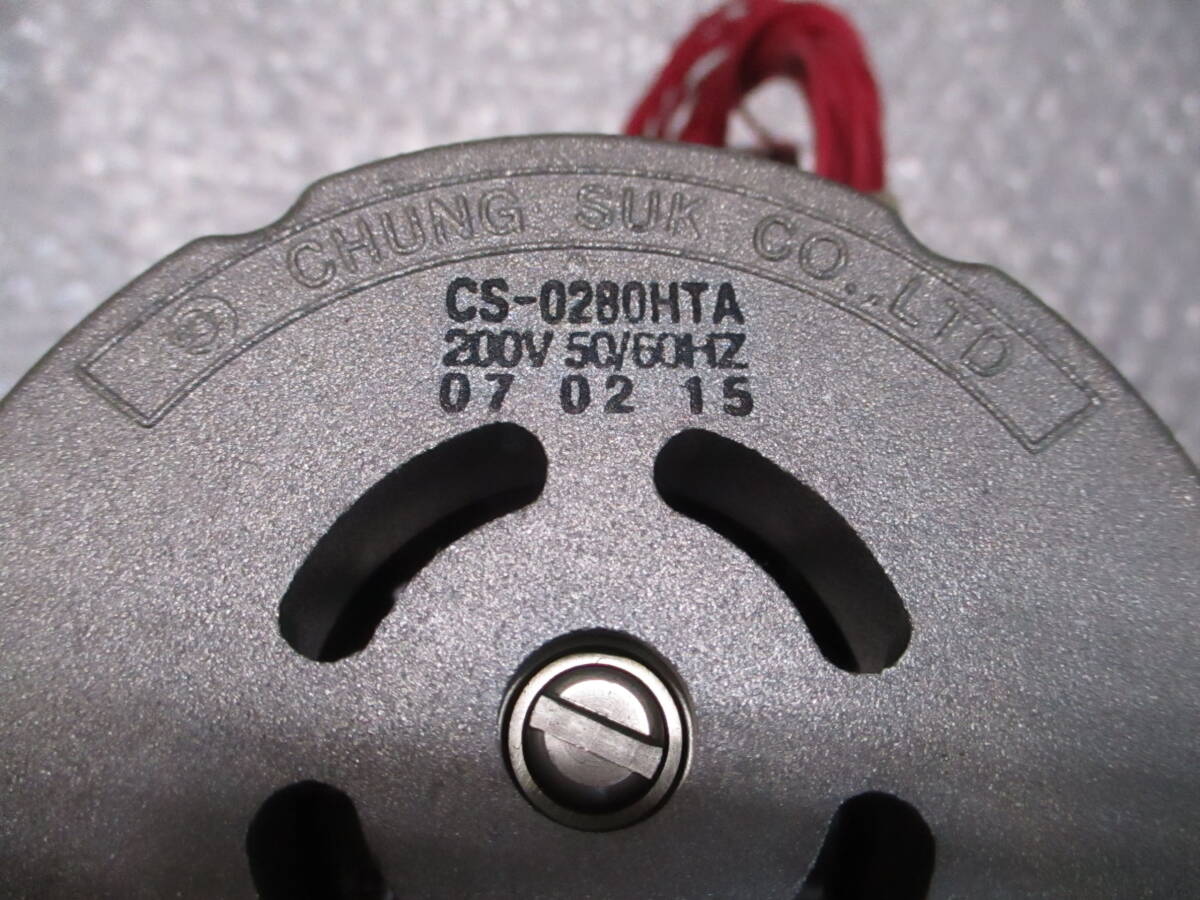 CHUNG SUK CO.,LTD
CS-0280HTA
200V 50/60HZ
07 02 15